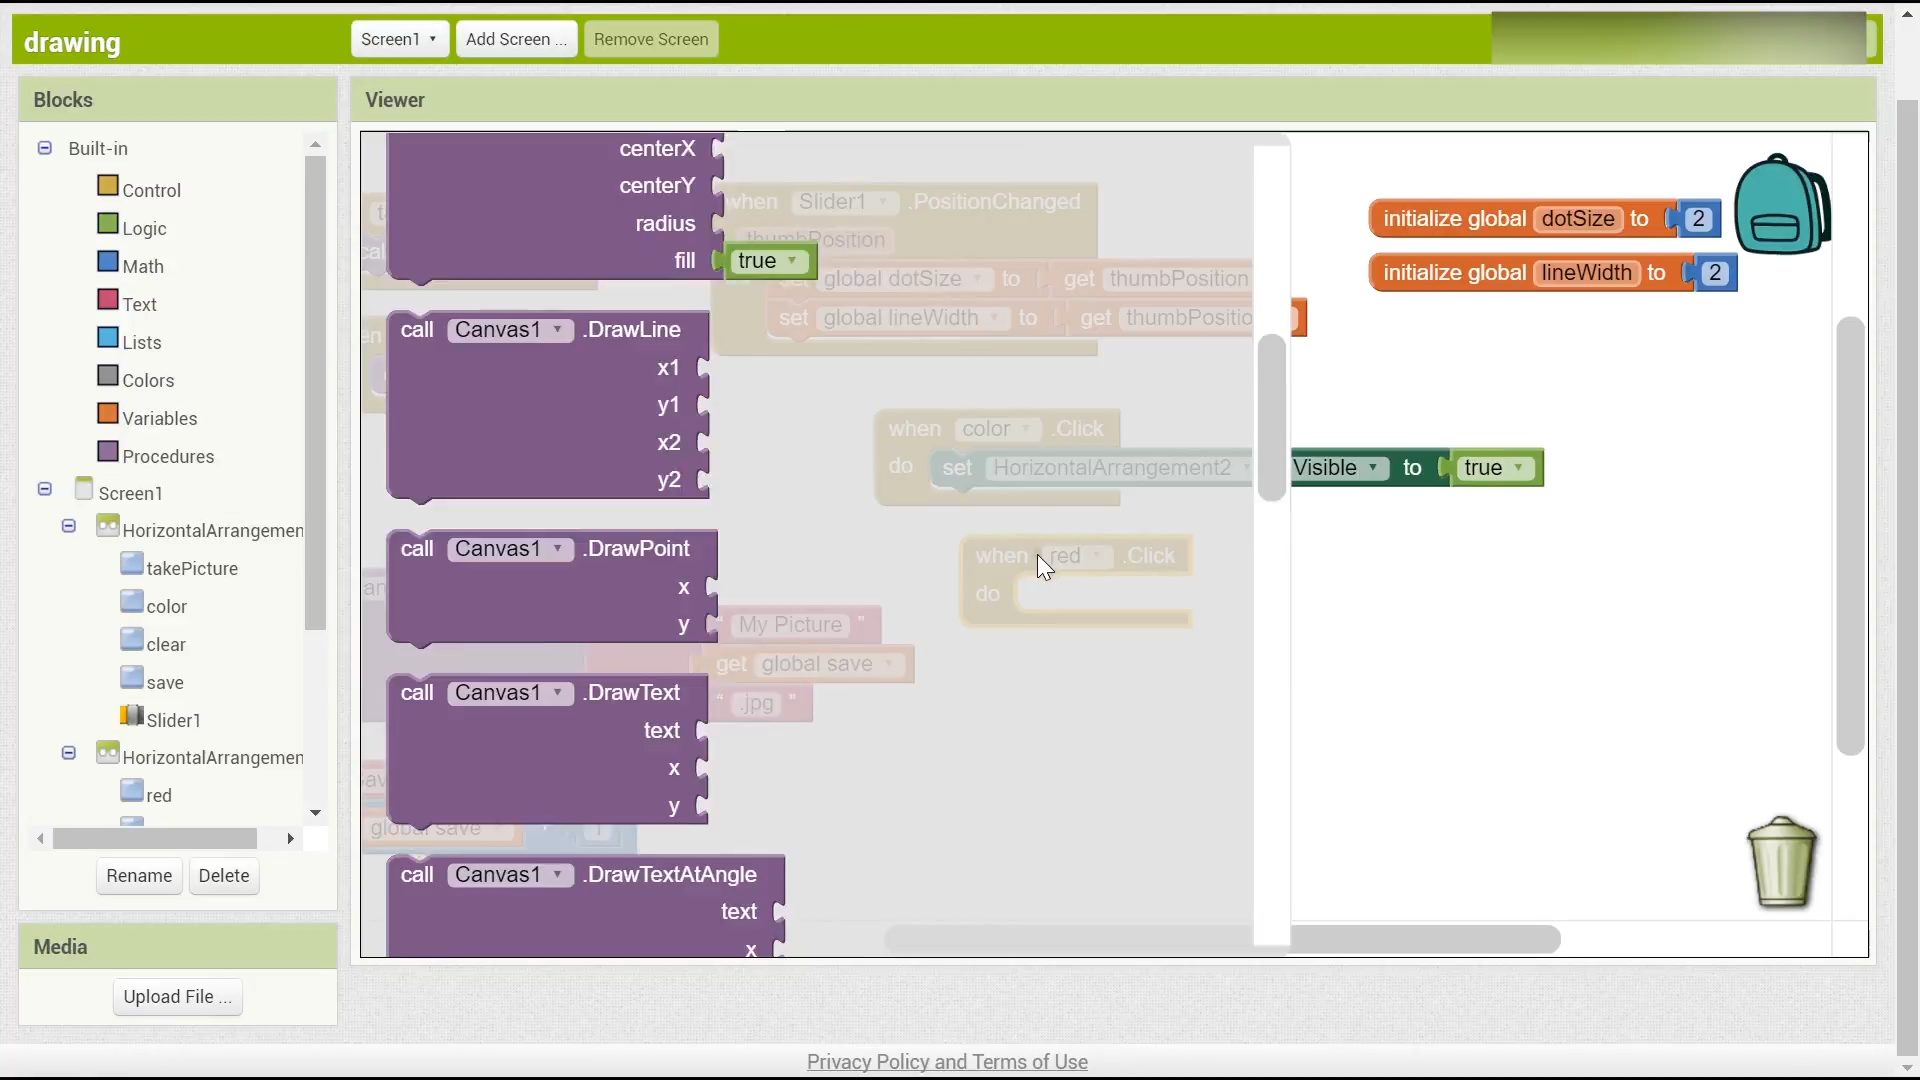 drawing
Screen1
Add Screen ...
Remove Screen
Blocks
Viewer
Built-in
Control
Logic
Math
Text
Lists
Colors
Variables
Procedures
Screen1
HorizontalArrangemen
takePicture
color
clear
save
Slider1
HorizontalArrangemen
red
Rename
Delete
Media
Upload File ...
centerX
centerY
radius
fill true
call Canvas1 .DrawLine
x1
y1
x2
y2
call Canvas1 .DrawPoint
x
y
call Canvas1 .DrawText
text
x
y
call Canvas1 .DrawTextAtAngle
text
x
when Slider1 .PositionChanged
thumbPosition
set global dotSize to get thumbPosition
set global lineWidth to get thumbPositio
when color .Click
do set HorizontalArrangement2 Visible to true
when red .Click
do
" My Picture "
get global save
" .jpg "
global save
1
initialize global dotSize to 2
initialize global lineWidth to 2
Privacy Policy and Terms of Use